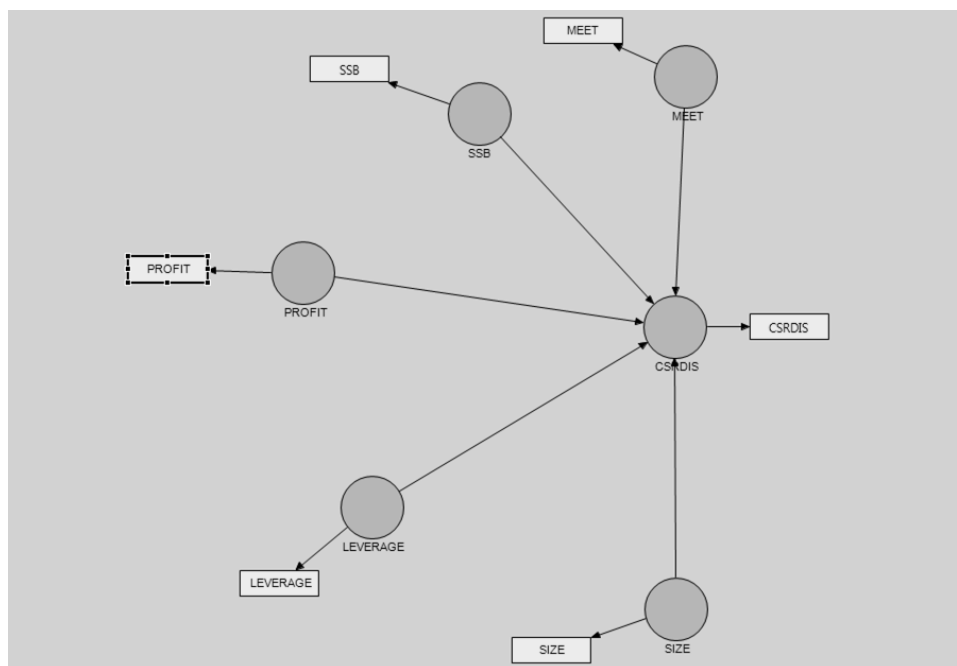 MEET
SSB
MEET
SSB
PROFIT
PROFIT
CSRDIS
CSRDIS
LEVERAGE
LEVERAGE
SIZE
SIZE